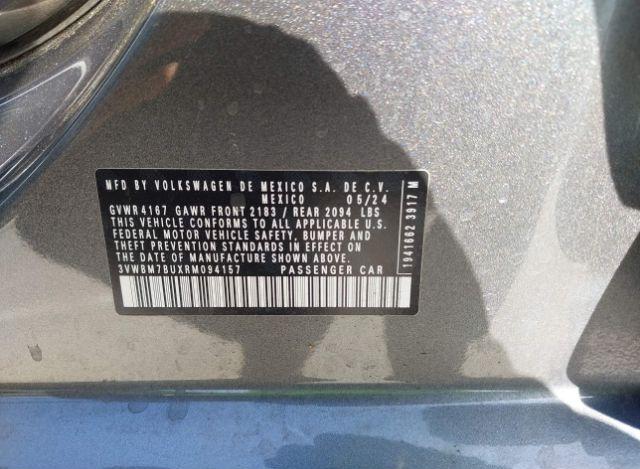 MFD BY VOLKSWAGEN DE MEXICO S.A. DE C.V.
MEXICO 05/24
GVWR4167 GAWR FRONT 2183 / REAR 2094 LBS
THIS VEHICLE CONFORMS TO ALL APPLICABLE U.S.
FEDERAL MOTOR VEHICLE SAFETY, BUMPER AND
THEFT PREVENTION STANDARDS IN EFFECT ON
THE DATE OF MANUFACTURE SHOWN ABOVE.
3VWBM7BUXRM094157 PASSENGER CAR
1941662 3917 M